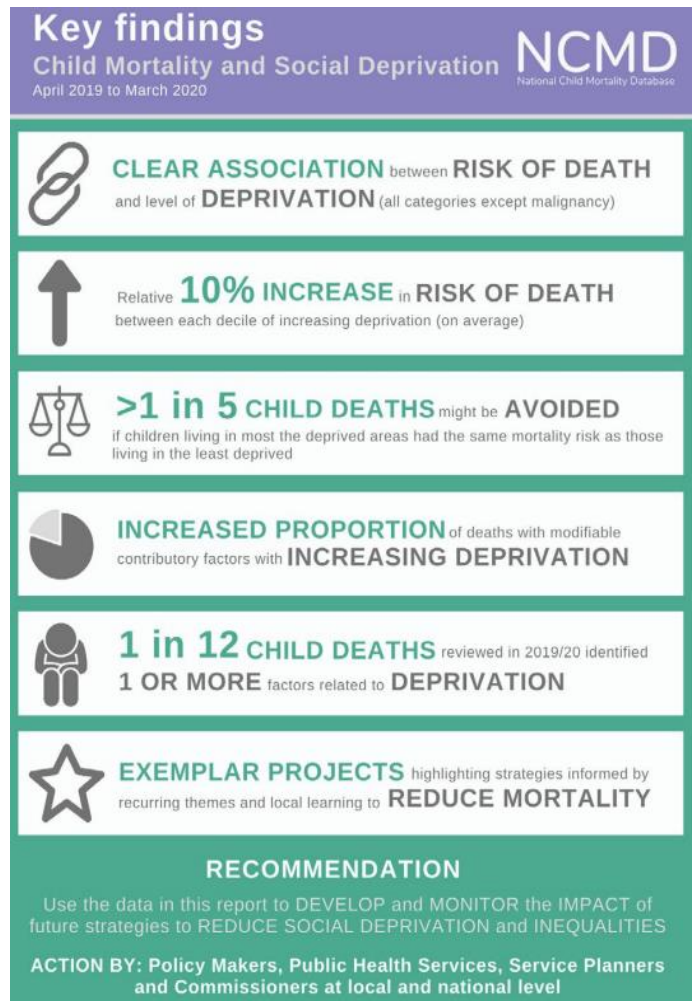 Key findings
Child Mortality and Social Deprivation
April 2019 to March 2020
NCMD
National Child Mortality Database
CLEAR ASSOCIATION between RISK OF DEATH
and level of DEPRIVATION (all categories except malignancy)
Relative 10% INCREASE in RISK OF DEATH
between each decile of increasing deprivation (on average)
>1 in 5 CHILD DEATHS might be AVOIDED
if children living in most the deprived areas had the same mortality risk as those
living in the least deprived
INCREASED PROPORTION of deaths with modifiable
contributory factors with INCREASING DEPRIVATION
1 in 12 CHILD DEATHS reviewed in 2019/20 identified
1 OR MORE factors related to DEPRIVATION
EXEMPLAR PROJECTS highlighting strategies informed by
recurring themes and local learning to REDUCE MORTALITY
RECOMMENDATION
Use the data in this report to DEVELOP and MONITOR the IMPACT of
future strategies to REDUCE SOCIAL DEPRIVATION and INEQUALITIES
ACTION BY: Policy Makers, Public Health Services, Service Planners
and Commissioners at local and national level